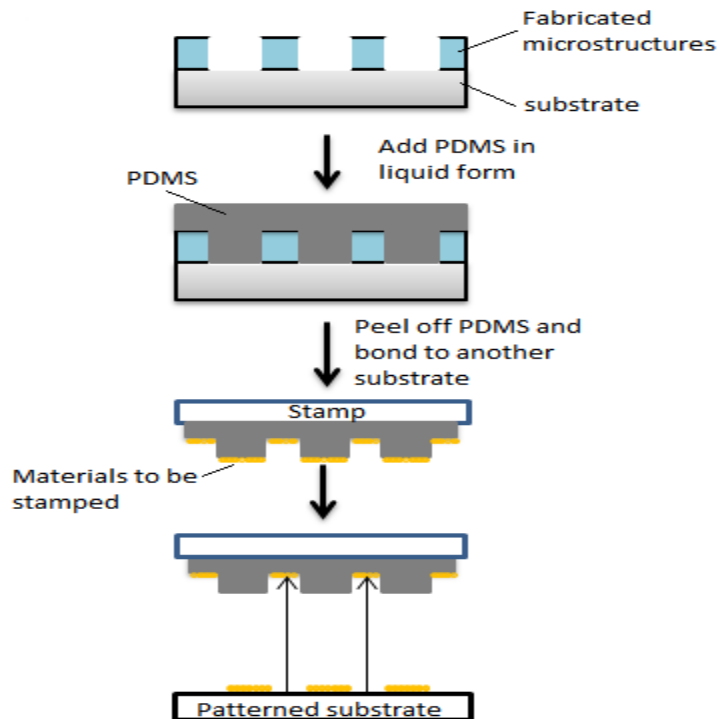 Fabricated
microstructures
substrate
Add PDMS in
liquid form
PDMS
Peel off PDMS and
bond to another
substrate
Stamp
Materials to be
stamped
Patterned substrate